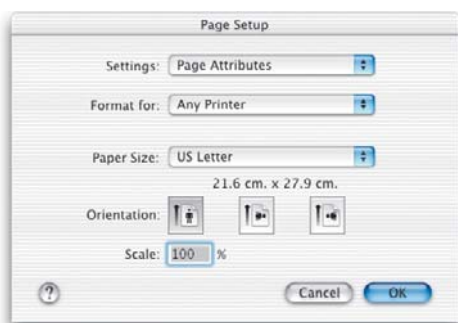 Page Setup
Settings: Page Attributes
Format for: Any Printer
Paper Size: US Letter
21.6 cm. x 27.9 cm.
Orientation:
Scale: 100 %
? Cancel OK